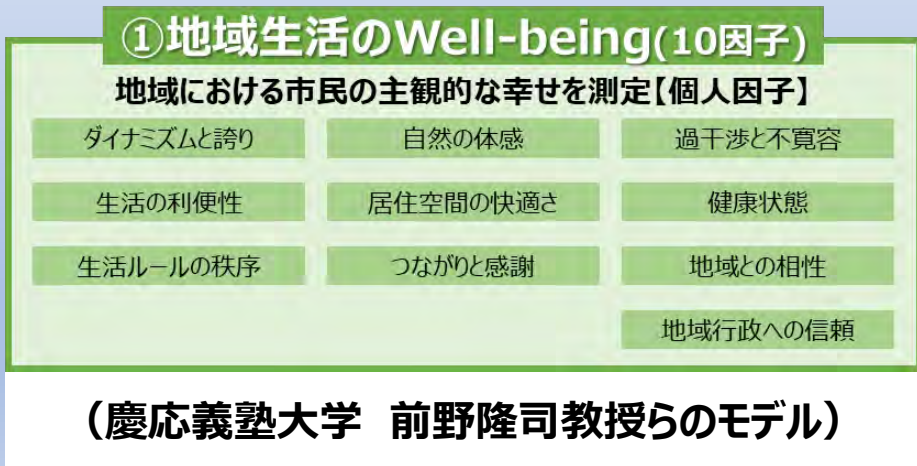 ①地域生活のWell-being(10因子)
地域における市民の主観的な幸せを測定【個人因子】
ダイナミズムと誇り 自然の体感 過干渉と不寛容
生活の利便性 居住空間の快適さ 健康状態
生活ルールの秩序 つながりと感謝 地域との相性
地域行政への信頼
（慶応義塾大学 前野隆司教授らのモデル）